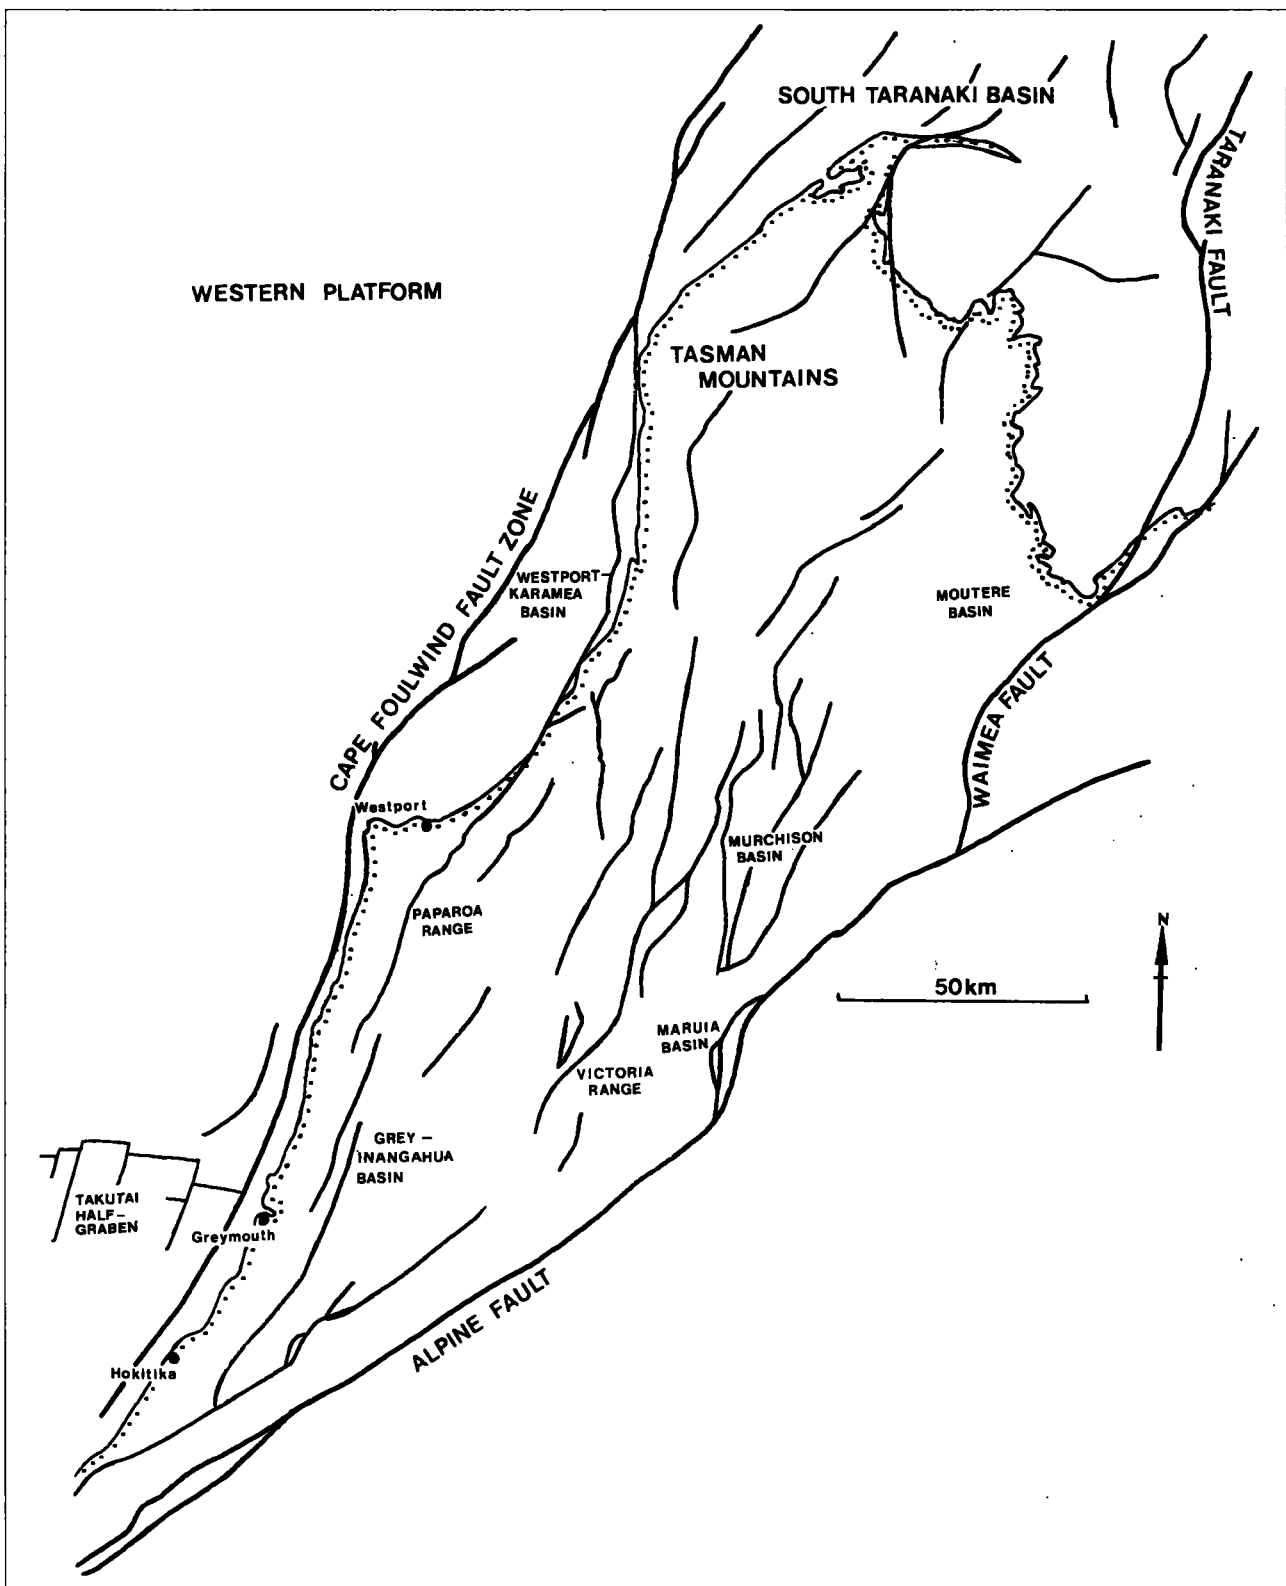 SOUTH TARANAKI BASIN
TARANAKI FAULT
WESTERN PLATFORM
TASMAN
MOUNTAINS
CAPE FOULWIND FAULT ZONE
WESTPORT–
KARAMEA
BASIN
MOUTERE
BASIN
WAIMEA FAULT
Westport
MURCHISON
BASIN
PAPAROA
RANGE
N
50km
MARUIA
BASIN
VICTORIA
RANGE
GREY –
INANGAHUA
BASIN
TAKUTAI
HALF–
GRABEN
Greymouth
ALPINE FAULT
Hokitika